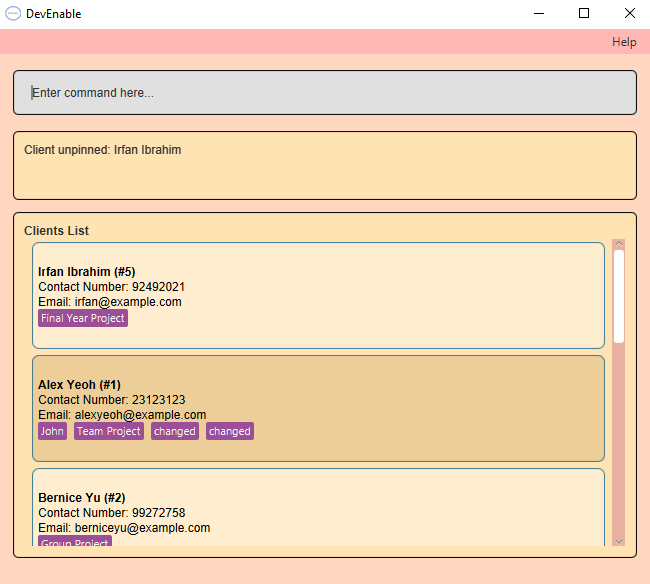 DevEnable
Help
Enter command here...
Client unpinned: Irfan Ibrahim
Clients List
Irfan Ibrahim (#5)
Contact Number: 92492021
Email: irfan@example.com
Final Year Project
Alex Yeoh (#1)
Contact Number: 23123123
Email: alexyeoh@example.com
John Team Project changed changed
Bernice Yu (#2)
Contact Number: 99272758
Email: berniceyu@example.com
Group Project